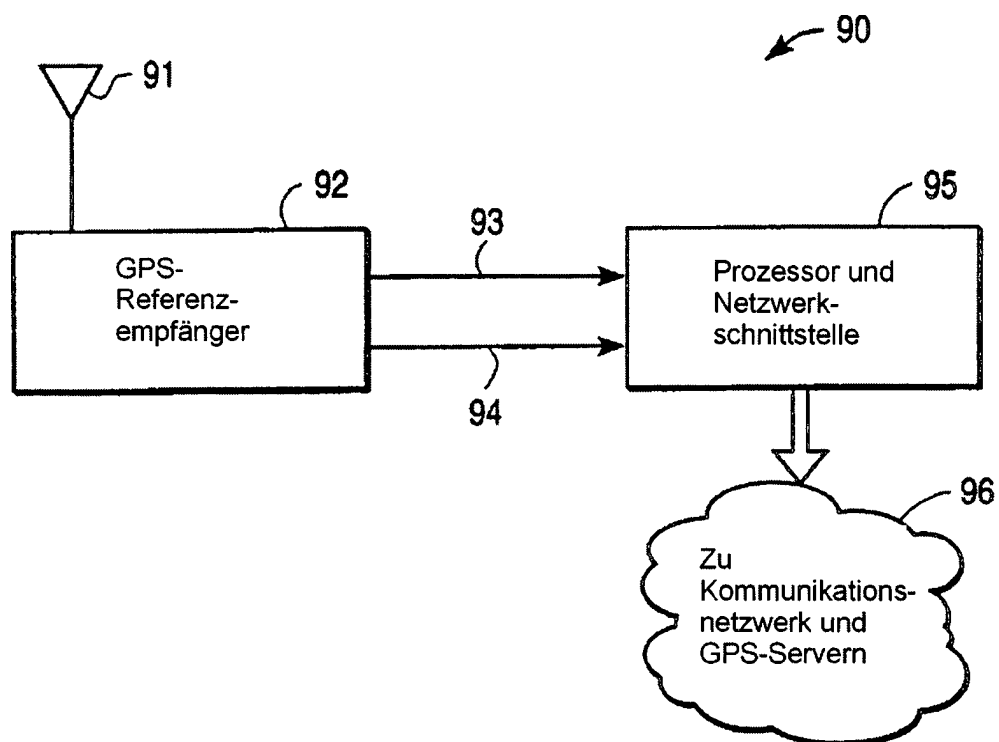 90
91
92
GPS-
Referenz-
empfänger
93
94
95
Prozessor und
Netzwerk-
schnittstelle
96
Zu
Kommunikations-
netzwerk und
GPS-Servern